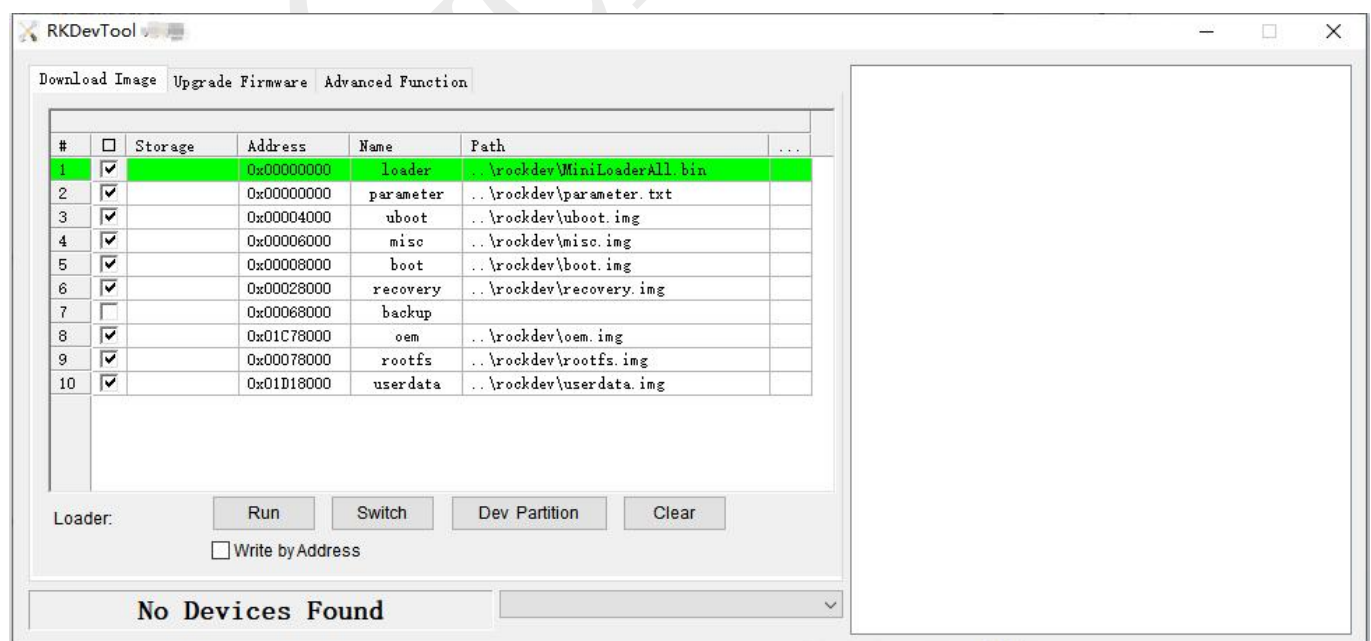 RKDevTool
Download Image Upgrade Firmware Advanced Function
# Storage Address Name Path ...
1 0x00000000 loader ..\rockdev\MiniLoaderAll.bin
2 0x00000000 parameter ..\rockdev\parameter.txt
3 0x00004000 uboot ..\rockdev\uboot.img
4 0x00006000 misc ..\rockdev\misc.img
5 0x00008000 boot ..\rockdev\boot.img
6 0x00028000 recovery ..\rockdev\recovery.img
7 0x00068000 backup
8 0x01C78000 oem ..\rockdev\oem.img
9 0x00078000 rootfs ..\rockdev\rootfs.img
10 0x01D18000 userdata ..\rockdev\userdata.img
Loader: Run Switch Dev Partition Clear
Write by Address
No Devices Found